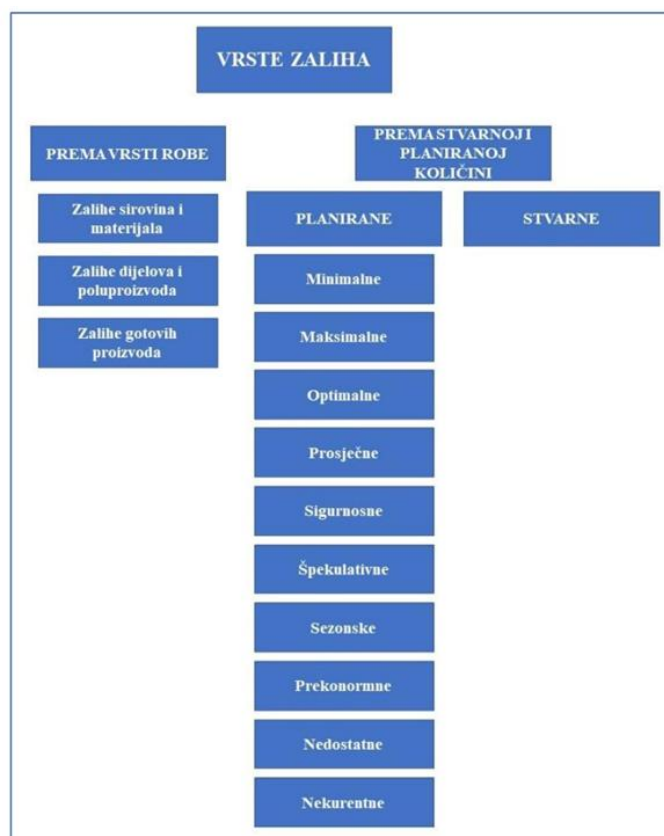 VRSTE ZALIHA
PREMA VRSTI ROBE
Zalihe sirovina i
materijala
Zalihe dijelova i
poluproizvoda
Zalihe gotovih
proizvoda
PREMA STVARNOJ I
PLANIRANOJ
KOLIČINI
PLANIRANE
Minimalne
Maksimalne
Optimalne
Prosječne
Sigurnosne
Špekulativne
Sezonske
Prekonormne
Nedostatne
Nekurentne
STVARNE